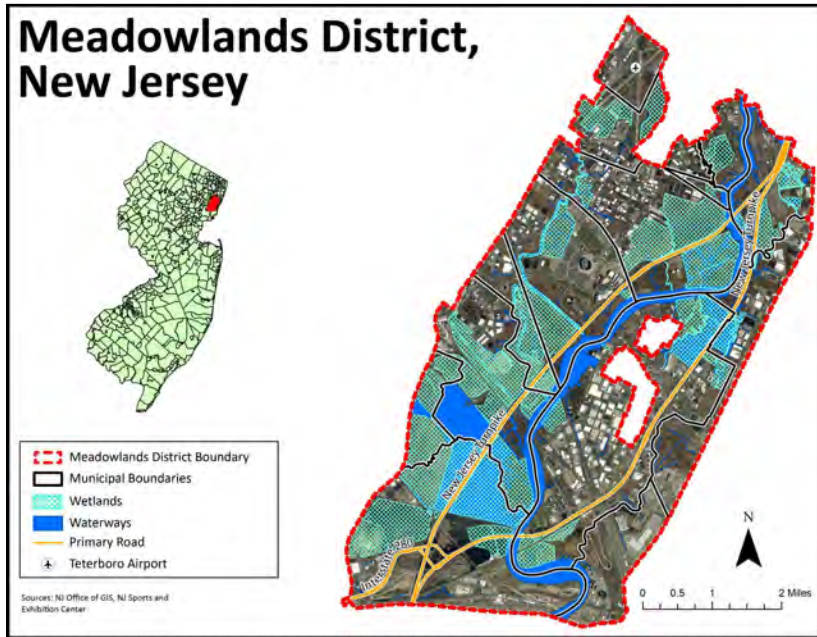 Meadowlands District,
New Jersey
New Jersey Turnpike
New Jersey Turnpike
Interstate 280
Meadowlands District Boundary
Municipal Boundaries
Wetlands
Waterways
Primary Road
Teterboro Airport
Sources: NJ Office of GIS, NJ Sports and
Exhibition Center
N
0 0.5 1 2 Miles